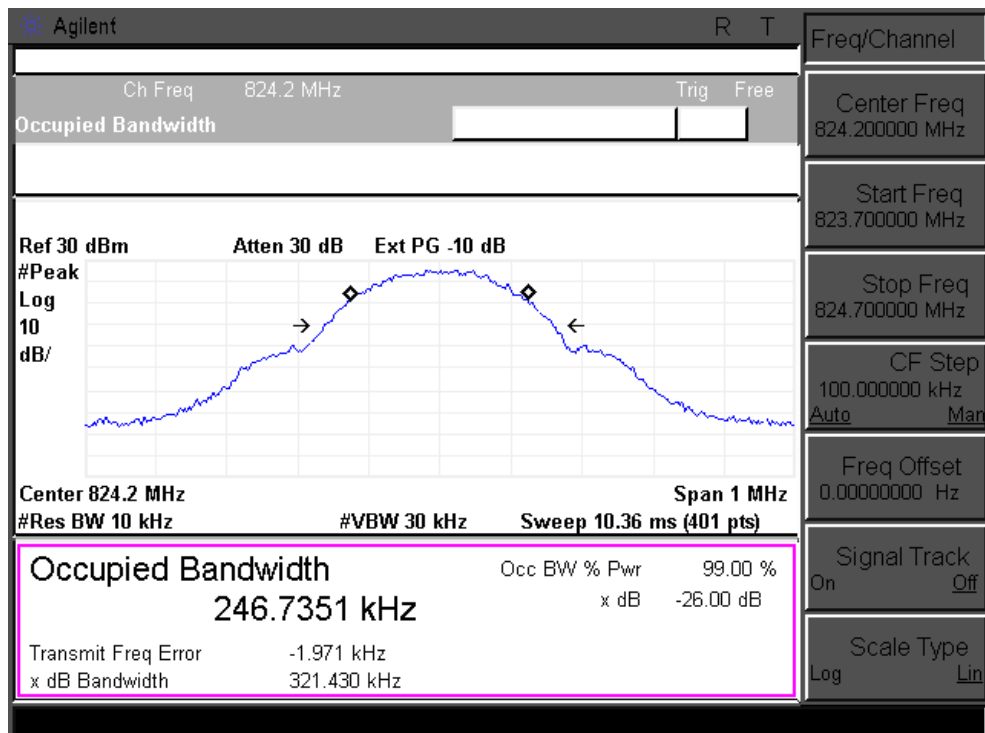 Agilent
R T
Freq/Channel
Ch Freq 824.2 MHz
Trig Free
Occupied Bandwidth
Center Freq
824.200000 MHz
Start Freq
823.700000 MHz
Stop Freq
824.700000 MHz
CF Step
100.000000 kHz
Auto Man
Freq Offset
0.00000000 Hz
Signal Track
On Off
Scale Type
Log Lin
Ref 30 dBm Atten 30 dB Ext PG -10 dB
#Peak
Log
10
dB/
Center 824.2 MHz Span 1 MHz
#Res BW 10 kHz #VBW 30 kHz Sweep 10.36 ms (401 pts)
Occupied Bandwidth
246.7351 kHz
Occ BW % Pwr 99.00 %
x dB -26.00 dB
Transmit Freq Error -1.971 kHz
x dB Bandwidth 321.430 kHz